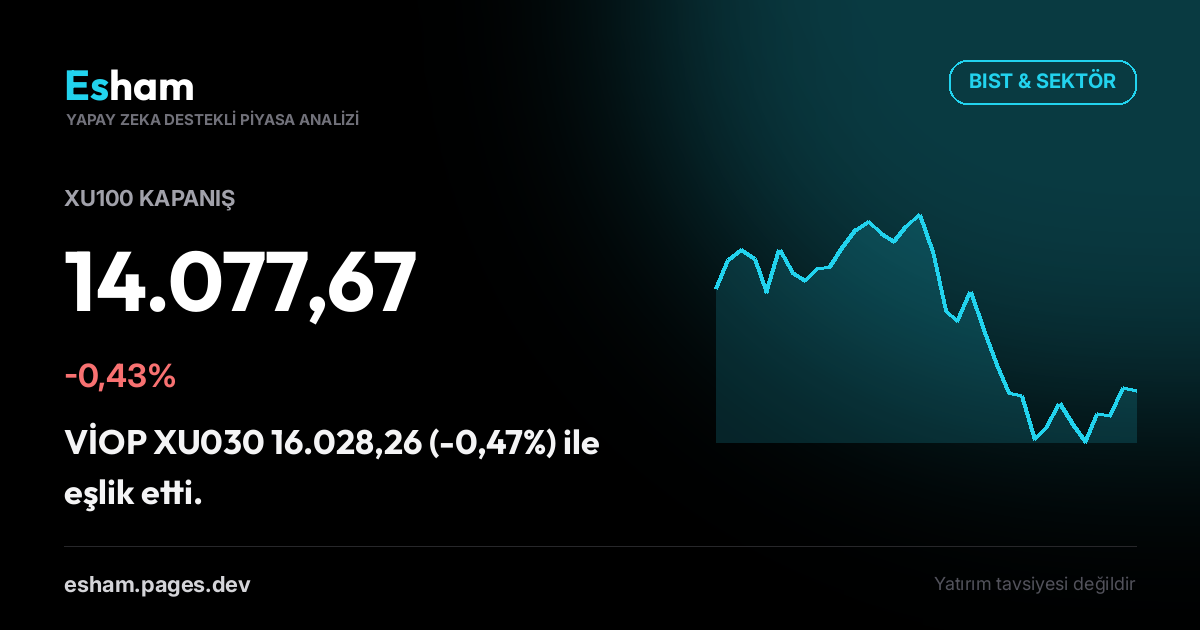 Esham
BIST & SEKTÖR
YAPAY ZEKA DESTEKLİ PİYASA ANALİZİ
XU100 KAPANIŞ
14.077,67
-0,43%
VİOP XU030 16.028,26 (-0,47%) ile
eşlik etti.
esham.pages.dev
Yatırım tavsiyesi değildir